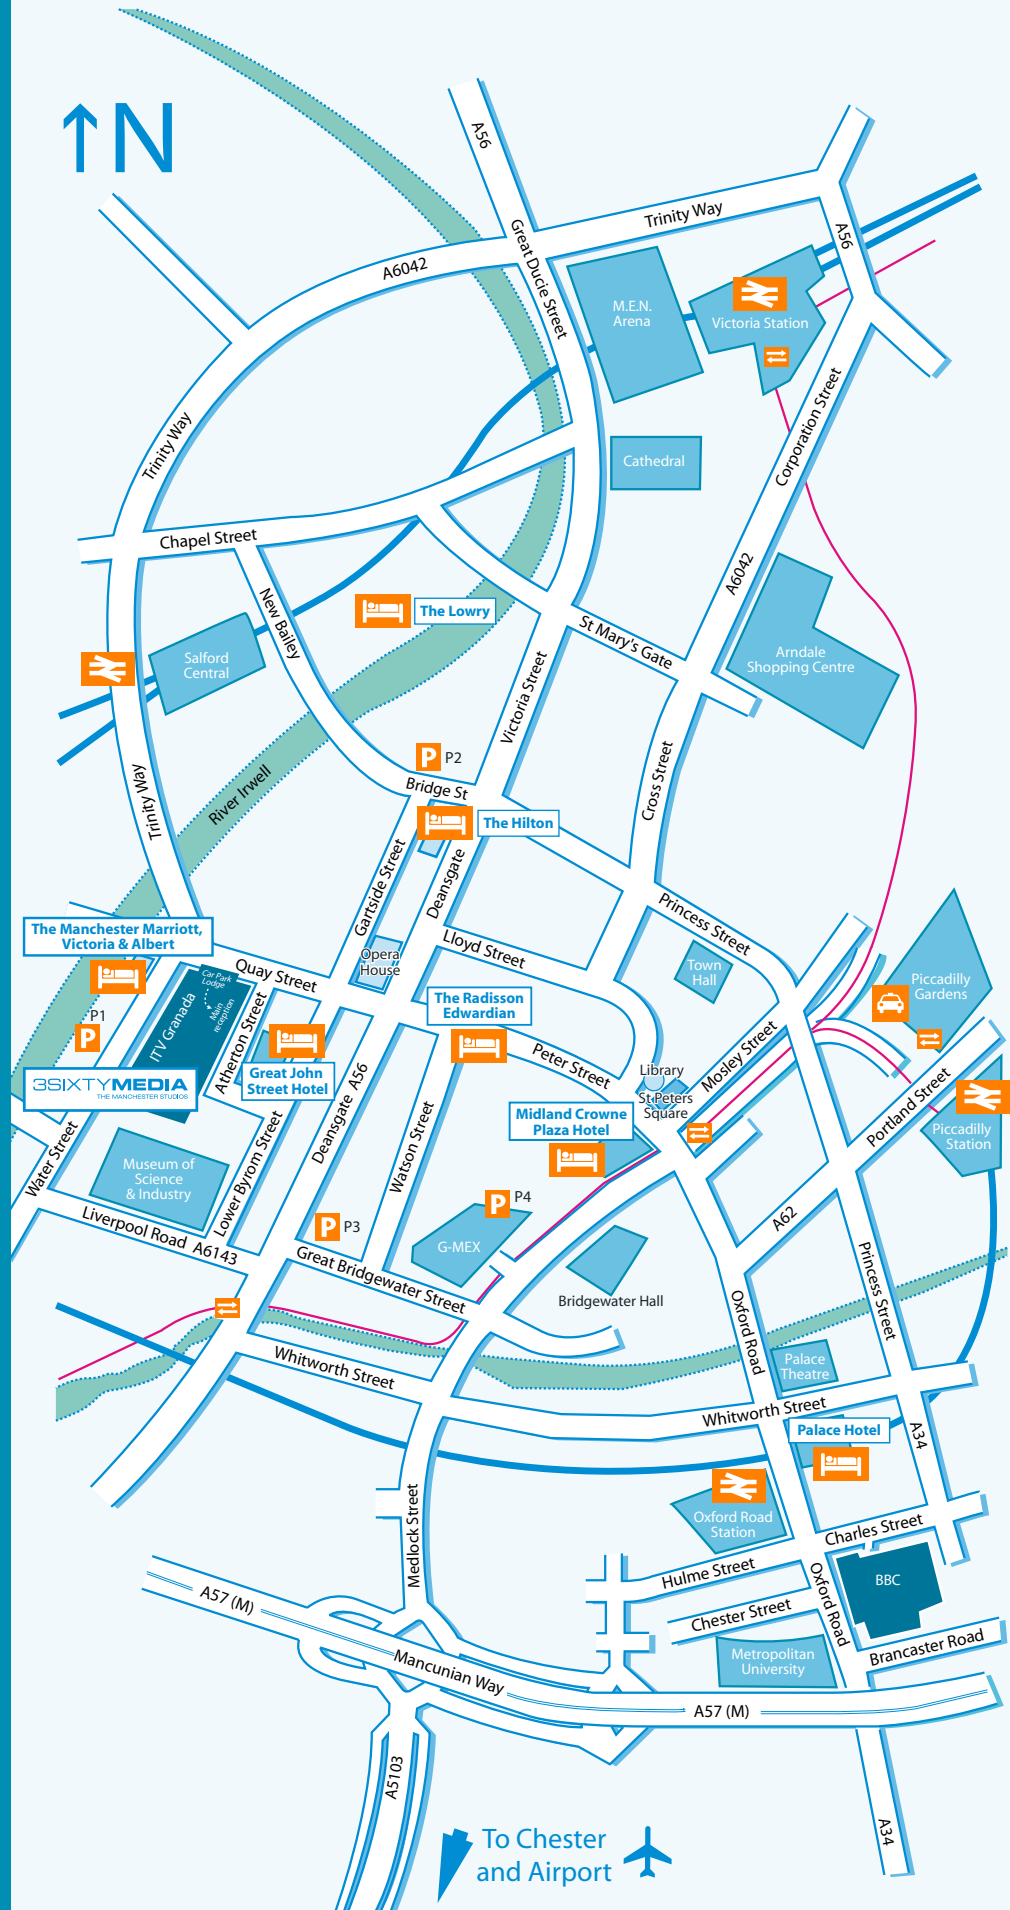 N
A56
Great Ducie Street
Trinity Way
A56
A6042
M.E.N.
Arena
Victoria Station
Corporation Street
Trinity Way
Cathedral
Chapel Street
A6042
New Bailey
The Lowry
St Mary's Gate
Arndale
Shopping Centre
Salford
Central
Victoria Street
Cross Street
P P2
Bridge St
River Irwell
Trinity Way
The Hilton
Gartside Street
Deansgate
Princess Street
The Manchester Marriott,
Victoria & Albert
Lloyd Street
Opera
House
Town
Hall
Quay Street
Car Park
Lodge
Main
reception
Piccadilly
Gardens
The Radisson
Edwardian
P1
P
ITV Granada
Atherton Street
Peter Street
Mosley Street
Great John
Street Hotel
Deansgate A56
Library
St Peters
Square
3SIXTYMEDIA
THE MANCHESTER STUDIOS
Portland Street
Midland Crowne
Plaza Hotel
Piccadilly
Station
Watson Street
Water Street
Museum of
Science
& Industry
Lower Byrom Street
P P4
P P3
A62
Liverpool Road A6143
G-MEX
Great Bridgewater Street
Princess Street
Bridgewater Hall
Oxford Road
Whitworth Street
Palace
Theatre
Whitworth Street
Palace Hotel
A34
Medlock Street
Oxford Road
Station
Charles Street
Hulme Street
BBC
A57 (M)
Chester Street
Oxford Road
Brancaster Road
Metropolitan
University
Mancunian Way
A57 (M)
A5103
A34
To Chester
and Airport